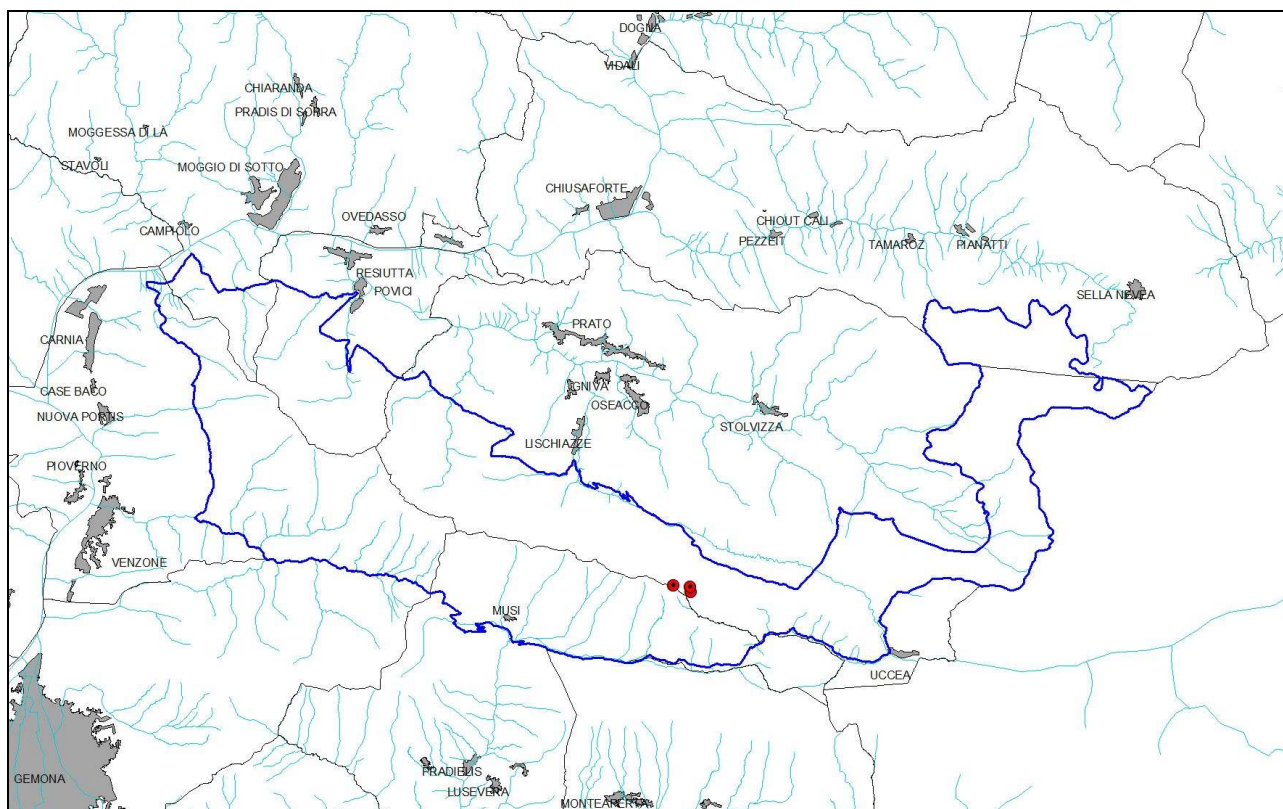 DOGNA
VIDALI
CHIARANDA
PRADIS DI SOPRA
MOGGESSA DI LÀ
STAVOLI
MOGGIO DI SOTTO
CHIUSAFORTE
OVEDASSO
CAMPIOLO
CHIOUT CALI
PEZZEIT
TAMAROZ
PIANATTI
RESIUTTA
POVICI
SELLA NEVEA
PRATO
CARNIA
CASE BACO
GNIVA
OSEACCO
NUOVA PORTIS
STOLVIZZA
LISCHIAZZE
PIOVERNO
VENZONE
MUSI
UCCEA
GEMONA
PRADIELIS
LUSEVERA
MONTEAPERTA